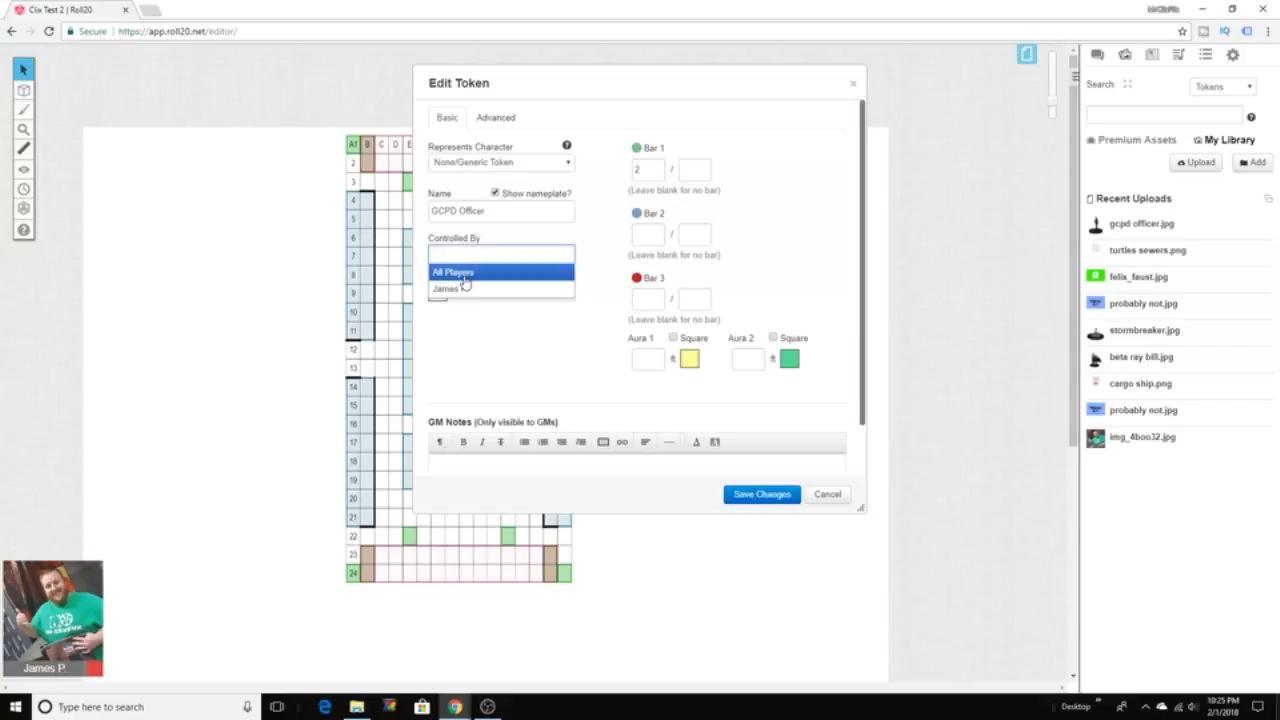 Clix Test 2 | Roll20
Secure | https://app.roll20.net/editor/
Edit Token
Basic
Advanced
Represents Character
None/Generic Token
Name
Show nameplate?
GCPD Officer
Controlled By
All Players
James
Bar 1
2 /
(Leave blank for no bar)
Bar 2
/
(Leave blank for no bar)
Bar 3
/
(Leave blank for no bar)
Aura 1
Square
Aura 2
Square
ft
ft
GM Notes (Only visible to GMs)
Save Changes
Cancel
A1 B C D E
2
3
4
5
6
7
8
9
10
11
12
13
14
15
16
17
18
19
20
21
22
23
24
Search:
Tokens
Premium Assets
My Library
Upload
Add
Recent Uploads
gcpd officer.jpg
turtles sewers.png
felix_faust.jpg
probably not.jpg
stormbreaker.jpg
beta ray bill.jpg
cargo ship.png
probably not.jpg
img_4boo32.jpg
James P.
Type here to search
Desktop
10:25 PM
2/1/2018